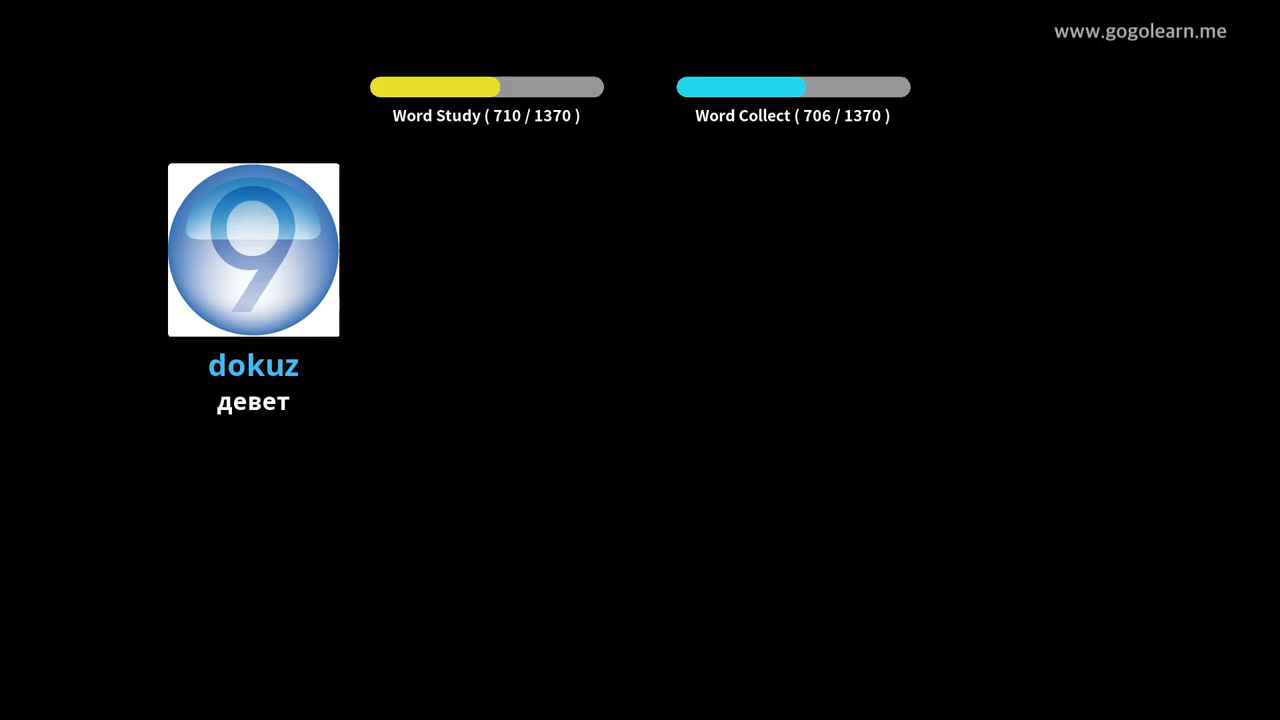 www.gogolearn.me
Word Study ( 710 / 1370 )
Word Collect ( 706 / 1370 )
9
dokuz
девет